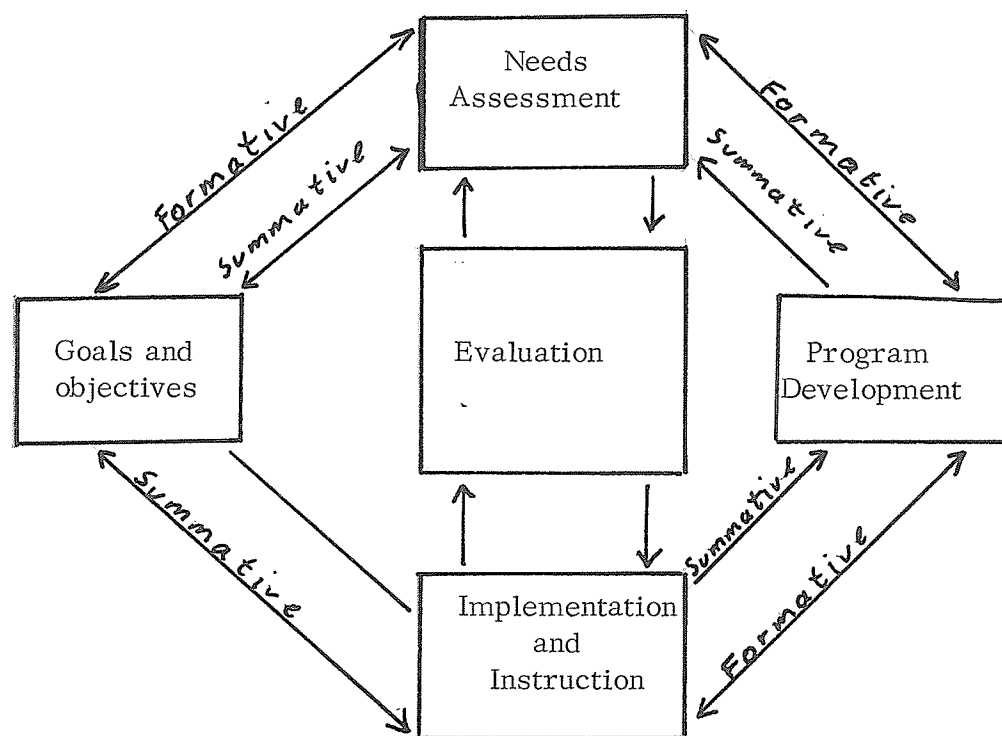 Needs
Assessment
Formative
Formative
Summative
Summative
Goals and
objectives
Evaluation
Program
Development
Summative
Summative
Formative
Implementation
and
Instruction